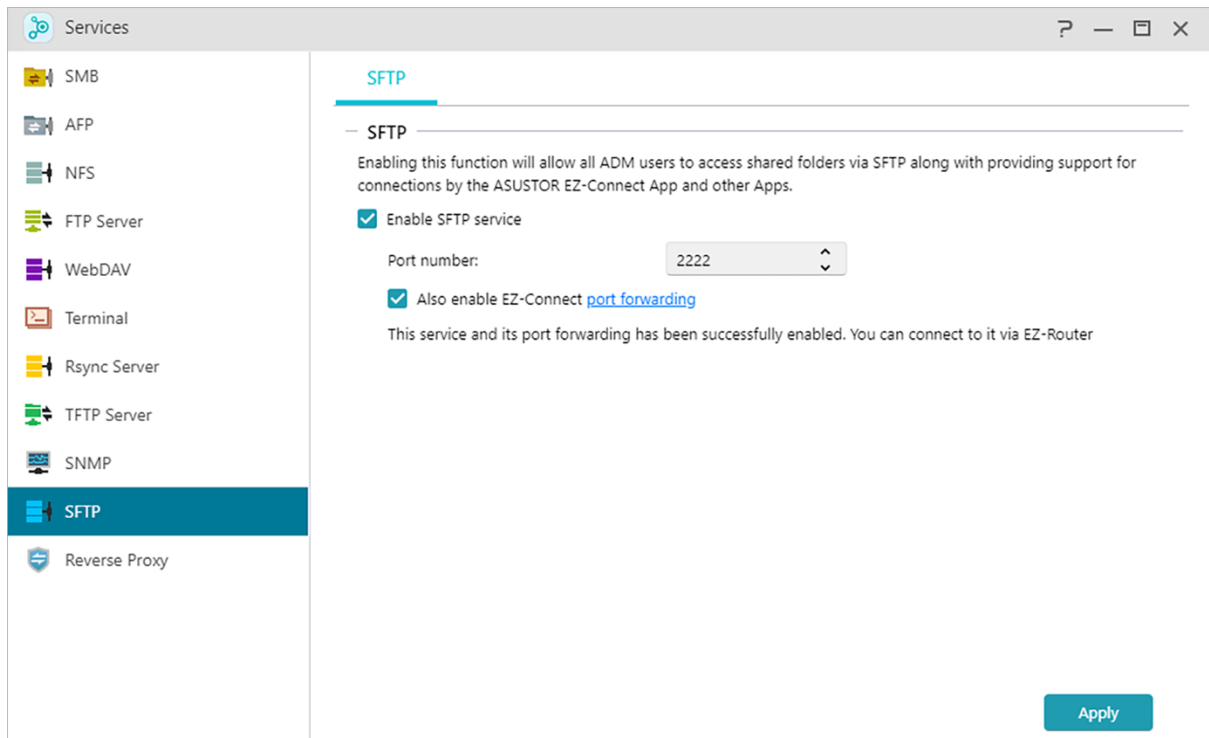 Services
SMB
AFP
NFS
FTP Server
WebDAV
Terminal
Rsync Server
TFTP Server
SNMP
SFTP
Reverse Proxy
SFTP
SFTP
Enabling this function will allow all ADM users to access shared folders via SFTP along with providing support for
connections by the ASUSTOR EZ-Connect App and other Apps.
Enable SFTP service
Port number: 2222
Also enable EZ-Connect port forwarding
This service and its port forwarding has been successfully enabled. You can connect to it via EZ-Router
Apply